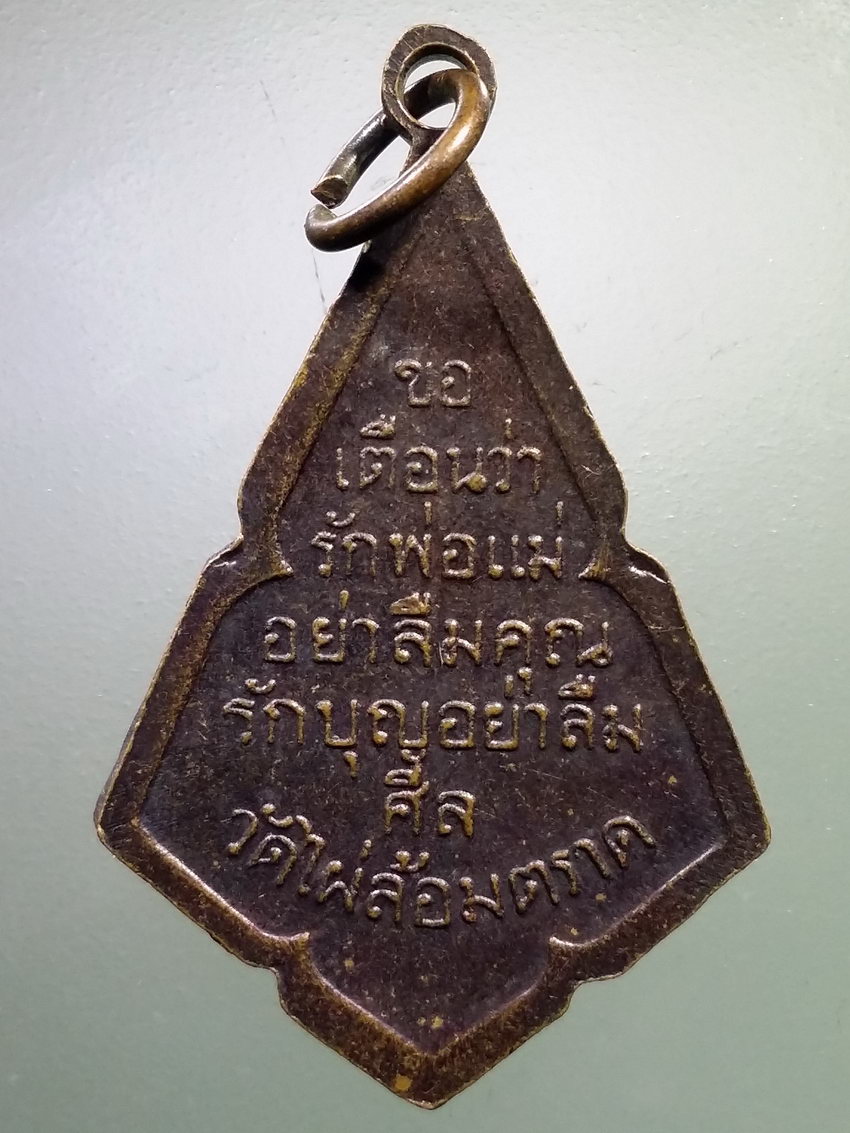 ขอ
เตือนว่า
รักพ่อแม่
อย่าลืมคุณ
รักบุญอย่าลืม
ศีล
วัดไผ่ล้อมตราด